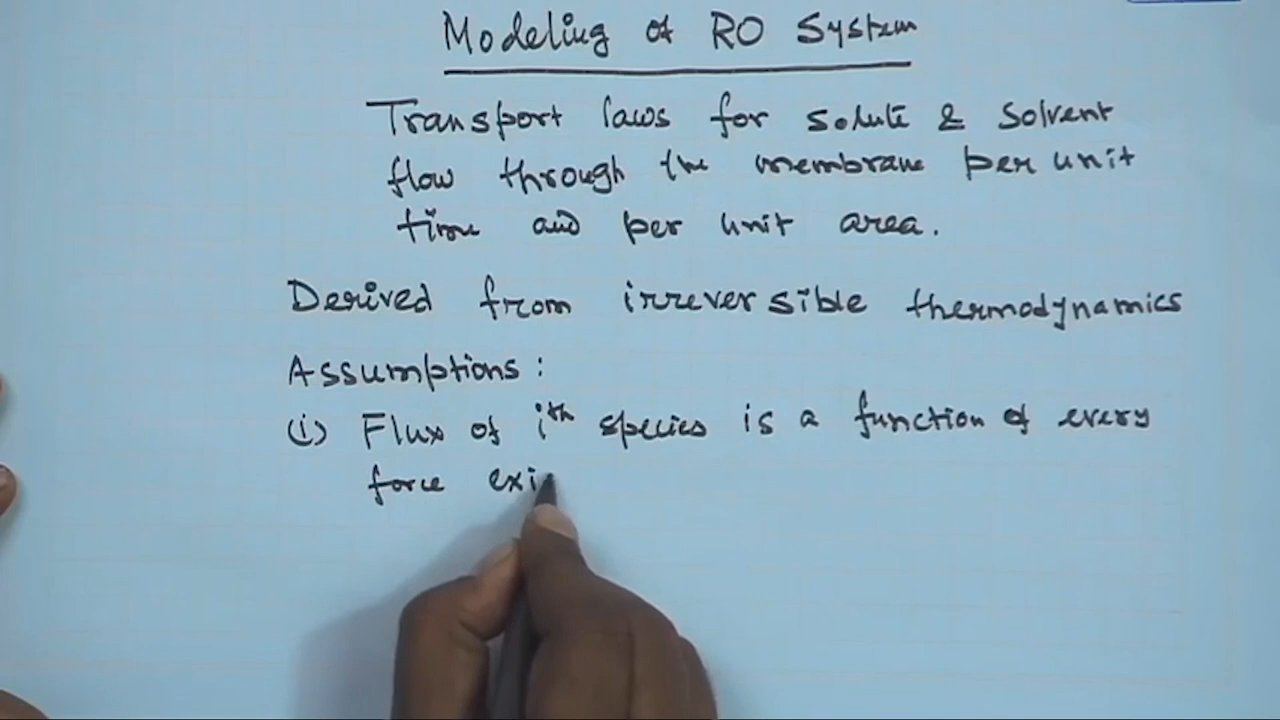 Modeling of RO System
Transport laws for solute & solvent
flow through the membrane per unit
time and per unit area.
Derived from irreversible thermodynamics
Assumptions :
(i) Flux of ith species is a function of every
force exi